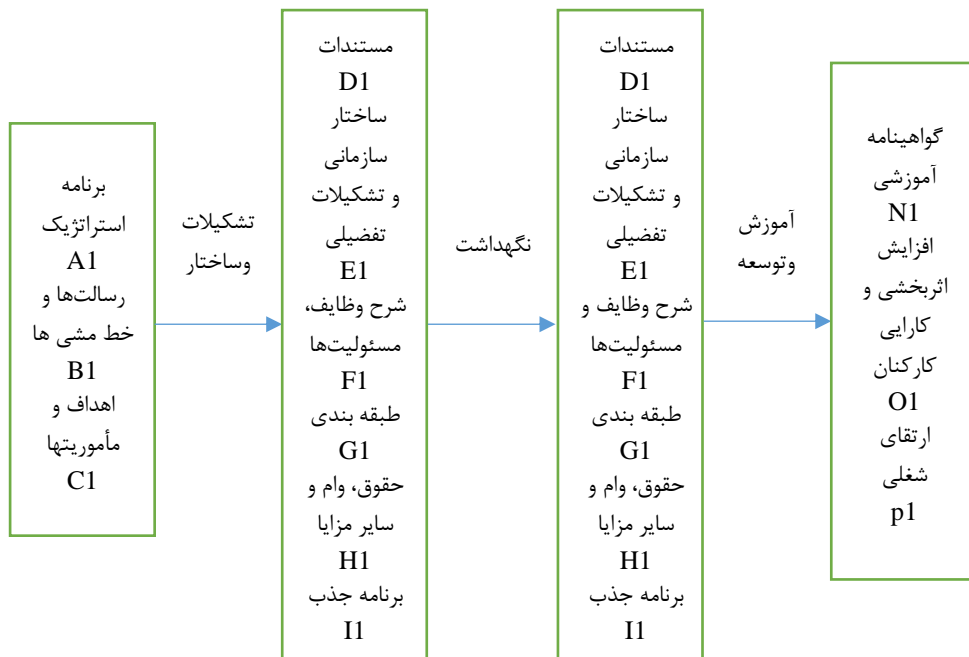 برنامه
استراتژیک
A1
رسالت‌ها و
خط مشی ها
B1
اهداف و
مأموریتها
C1
تشکیلات
وساختار
مستندات
D1
ساختار
سازمانی
و تشکیلات
تفضیلی
E1
شرح وظایف،
مسئولیت‌ها
F1
طبقه بندی
G1
حقوق، وام و
سایر مزایا
H1
برنامه جذب
I1
نگهداشت
مستندات
D1
ساختار
سازمانی
و تشکیلات
تفضیلی
E1
شرح وظایف و
مسئولیت‌ها
F1
طبقه بندی
G1
حقوق، وام و
سایر مزایا
H1
برنامه جذب
I1
آموزش
وتوسعه
گواهینامه
آموزشی
N1
افزایش
اثربخشی و
کارایی
کارکنان
O1
ارتقای
شغلی
p1